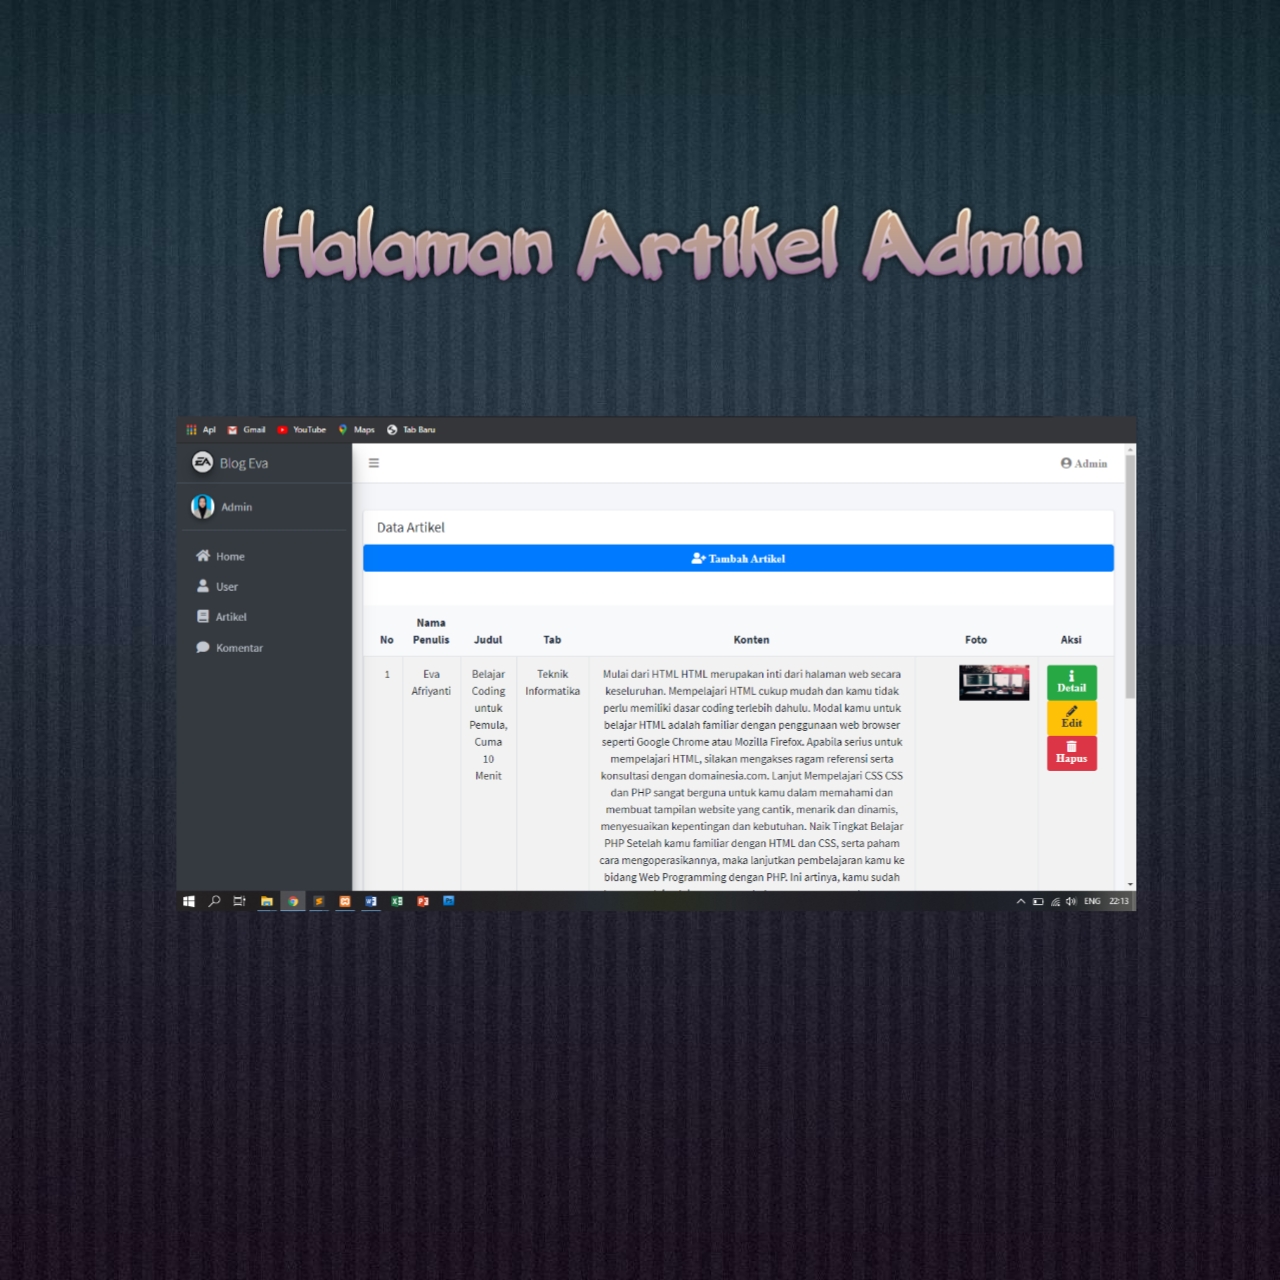 Halaman Artikel Admin
Apl Gmail YouTube Maps Tab Baru
EA Blog Eva
Admin
Admin
Home
User
Artikel
Komentar
Data Artikel
Tambah Artikel
No Nama Penulis Judul Tab Konten Foto Aksi
1
Eva
Afriyanti
Belajar
Coding
untuk
Pemula,
Cuma
10
Menit
Teknik
Informatika
Mulai dari HTML HTML merupakan inti dari halaman web secara
keseluruhan. Mempelajari HTML cukup mudah dan kamu tidak
perlu memiliki dasar coding terlebih dahulu. Modal kamu untuk
belajar HTML adalah familiar dengan penggunaan web browser
seperti Google Chrome atau Mozilla Firefox. Apabila serius untuk
mempelajari HTML, silakan mengakses ragam referensi serta
konsultasi dengan domainesia.com. Lanjut Mempelajari CSS CSS
dan PHP sangat berguna untuk kamu dalam memahami dan
membuat tampilan website yang cantik, menarik dan dinamis,
menyesuaikan kepentingan dan kebutuhan. Naik Tingkat Belajar
PHP Setelah kamu familiar dengan HTML dan CSS, serta paham
cara mengoperasikannya, maka lanjutkan pembelajaran kamu ke
bidang Web Programming dengan PHP. Ini artinya, kamu sudah
Detail
Edit
Hapus
ENG 22:13